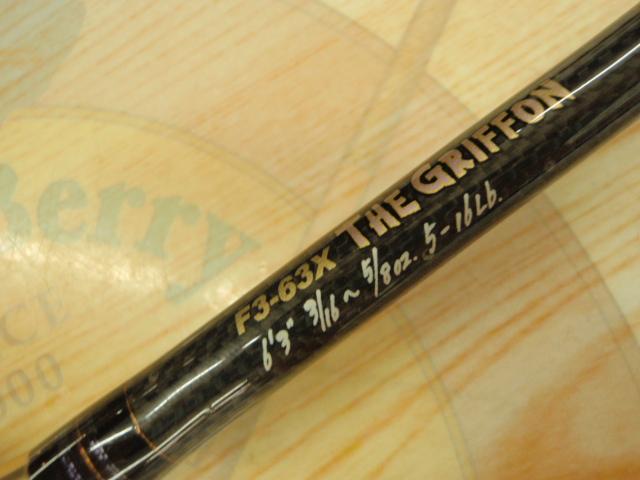 F3-63X THE GRIFFON
6'3" 3/16~5/8oz. 5-16Lb.
Berry